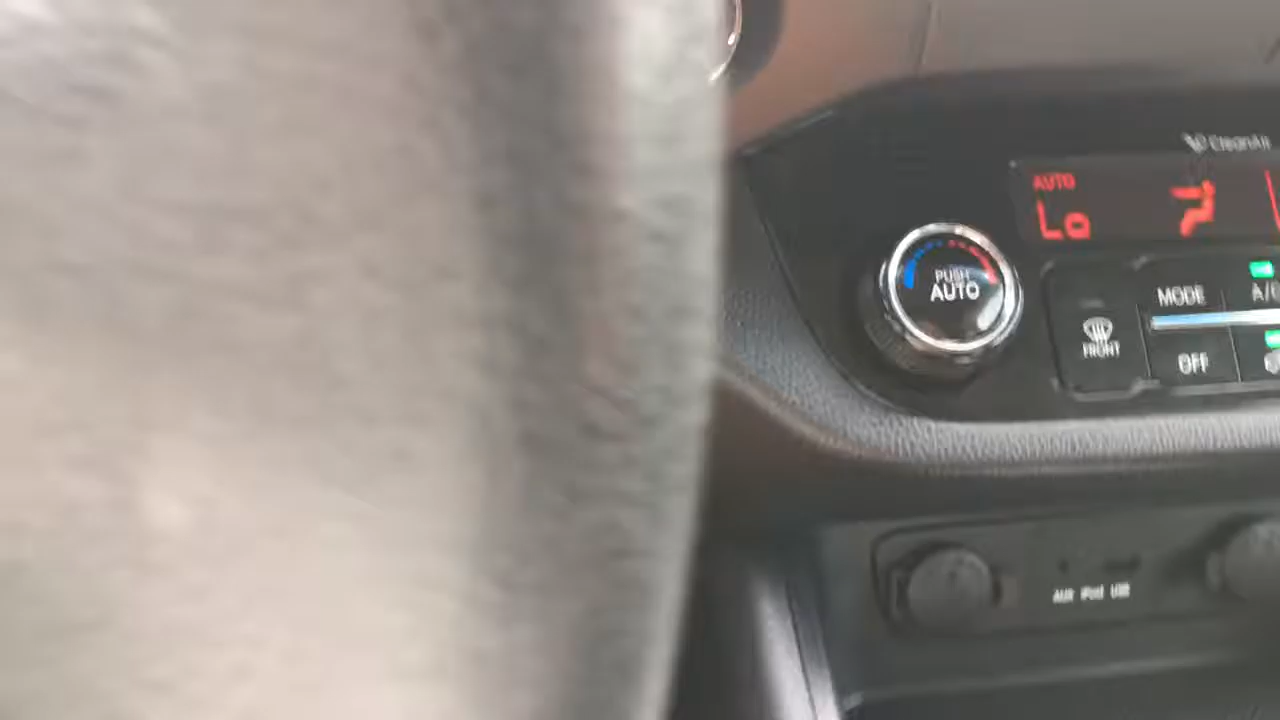 CleanAir
AUTO
Lo
PUSH
AUTO
MODE
A/C
FRONT
OFF
AUX iPod USB